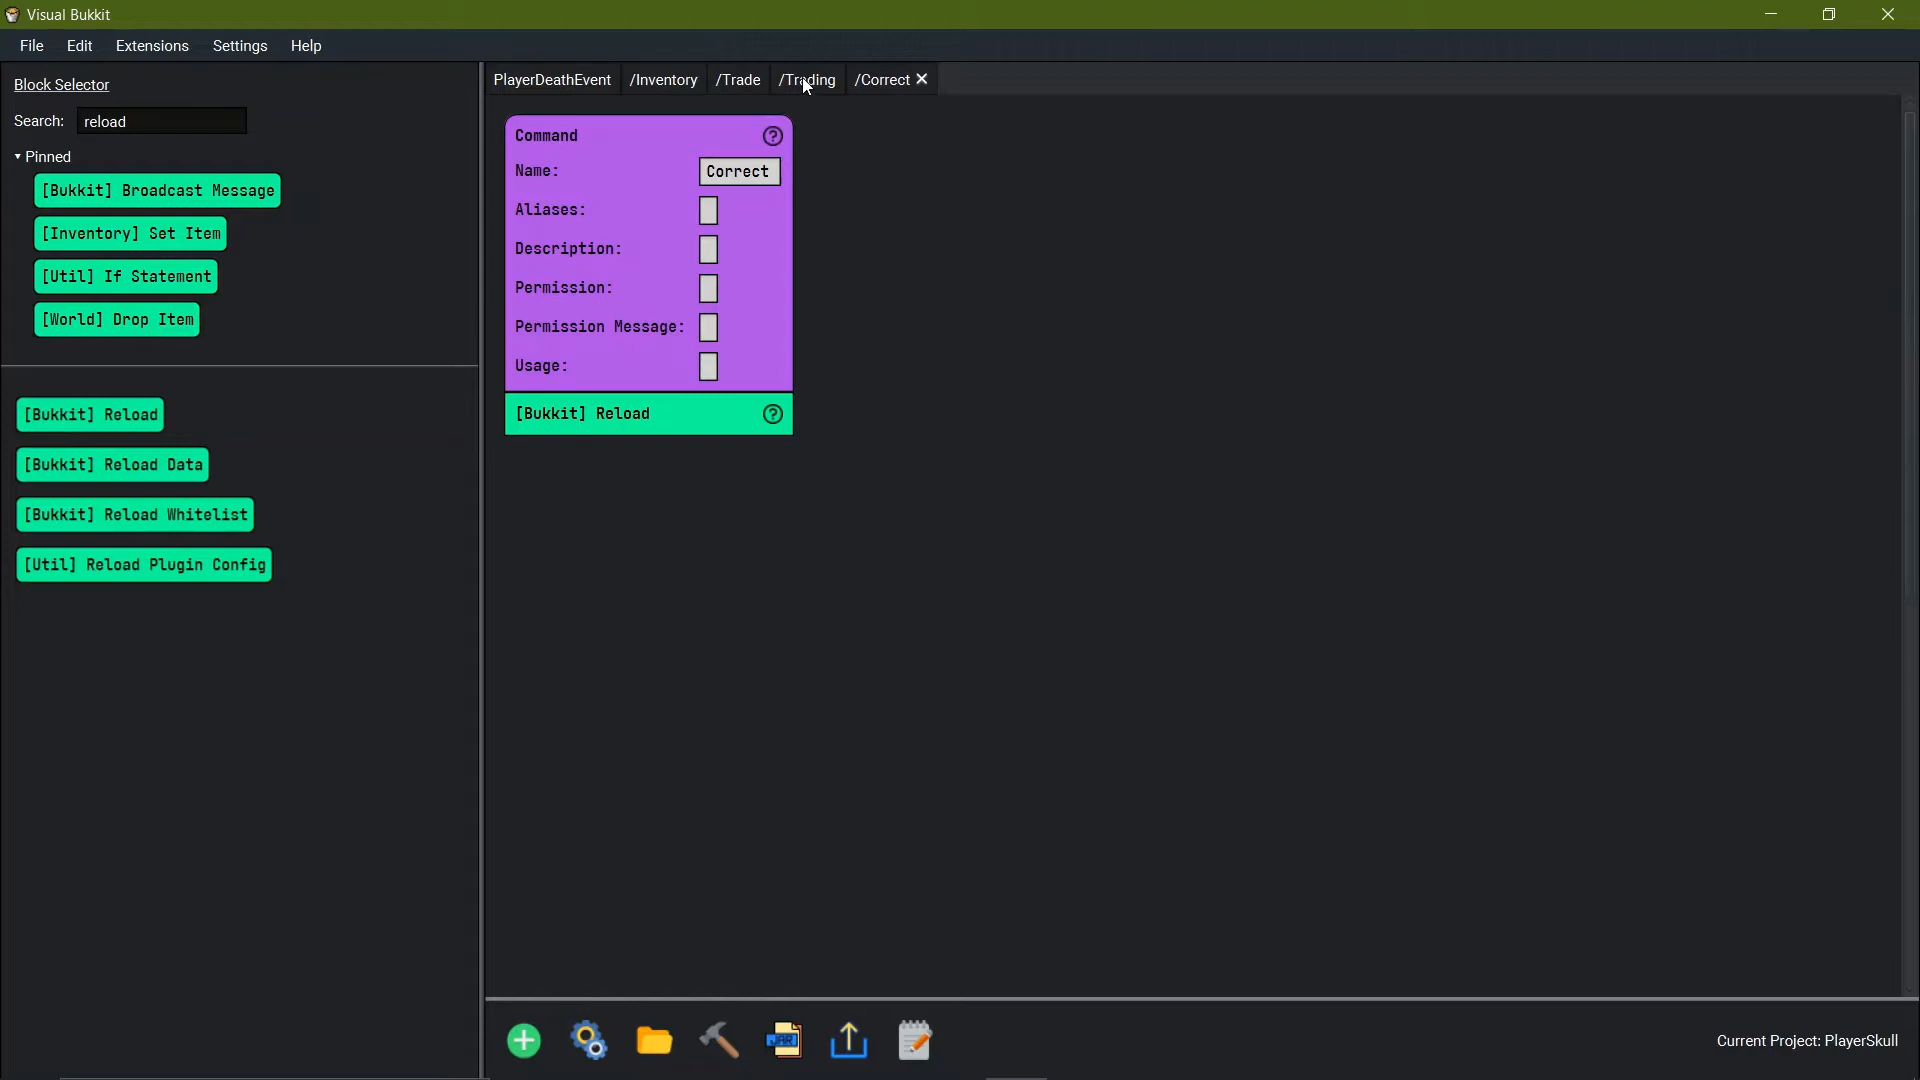 Visual Bukkit
File Edit Extensions Settings Help
Block Selector
Search: reload
Pinned
[Bukkit] Broadcast Message
[Inventory] Set Item
[Util] If Statement
[World] Drop Item
[Bukkit] Reload
[Bukkit] Reload Data
[Bukkit] Reload Whitelist
[Util] Reload Plugin Config
PlayerDeathEvent /Inventory /Trade /Trading /Correct
Command
Name: Correct
Aliases:
Description:
Permission:
Permission Message:
Usage:
[Bukkit] Reload
JAR
Current Project: PlayerSkull